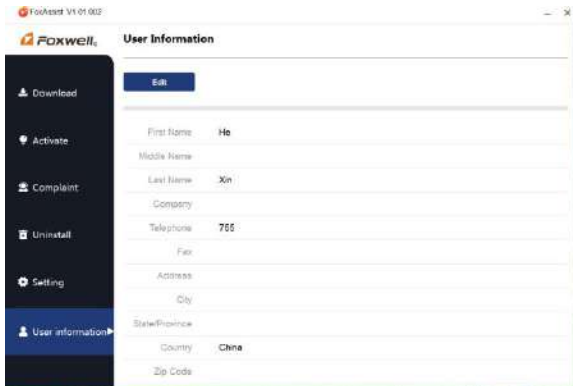 FoxAssist V1.01.002
Foxwell
User Information
Edit
Download
Activate
Complaint
Uninstall
Setting
User information
First Name He
Middle Name
Last Name Xin
Company
Telephone 755
Fax
Address
City
State/Province
Country China
Zip Code